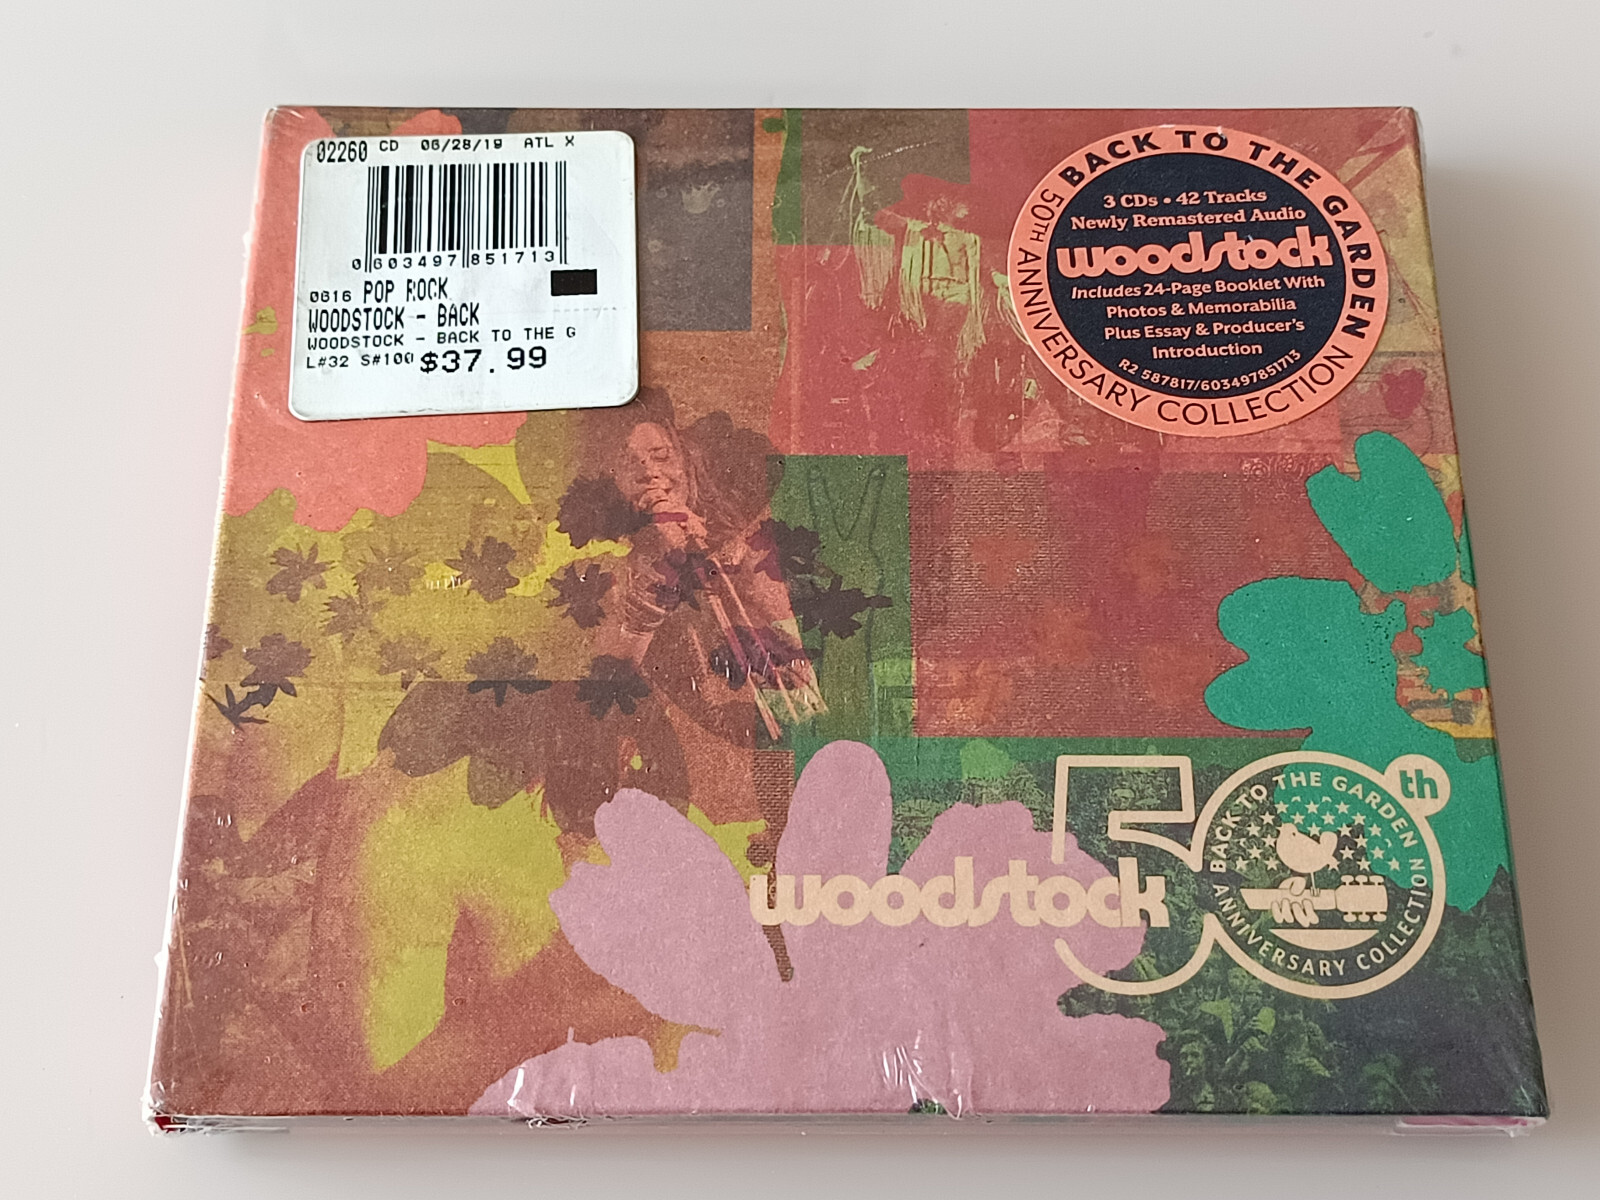 02260 CD 06/28/19 ATL X
0 603497 851713
0616 POP ROCK
WOODSTOCK - BACK
WOODSTOCK - BACK TO THE G
L#32 S#100 $37.99
BACK TO THE GARDEN
50TH ANNIVERSARY COLLECTION
3 CDs • 42 Tracks
Newly Remastered Audio
woodstock
Includes 24-Page Booklet With
Photos & Memorabilia
Plus Essay & Producer's
Introduction
R2 587817/603497851713
woodstock
50th
BACK TO THE GARDEN
ANNIVERSARY COLLECTION